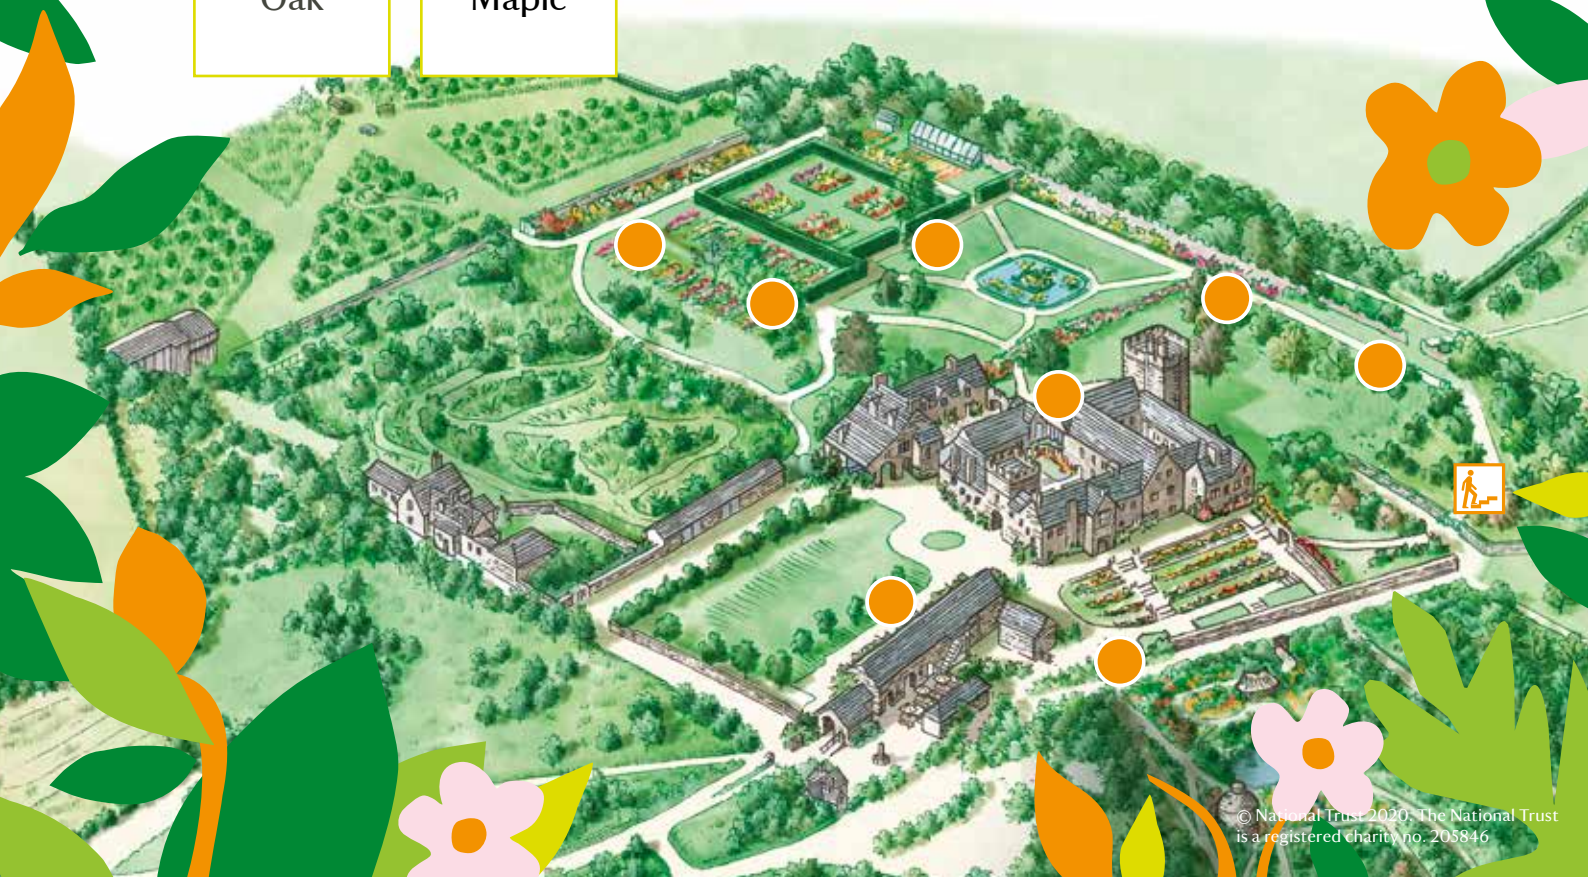 Oak
Maple
© National Trust 2020. The National Trust
is a registered charity no. 205846